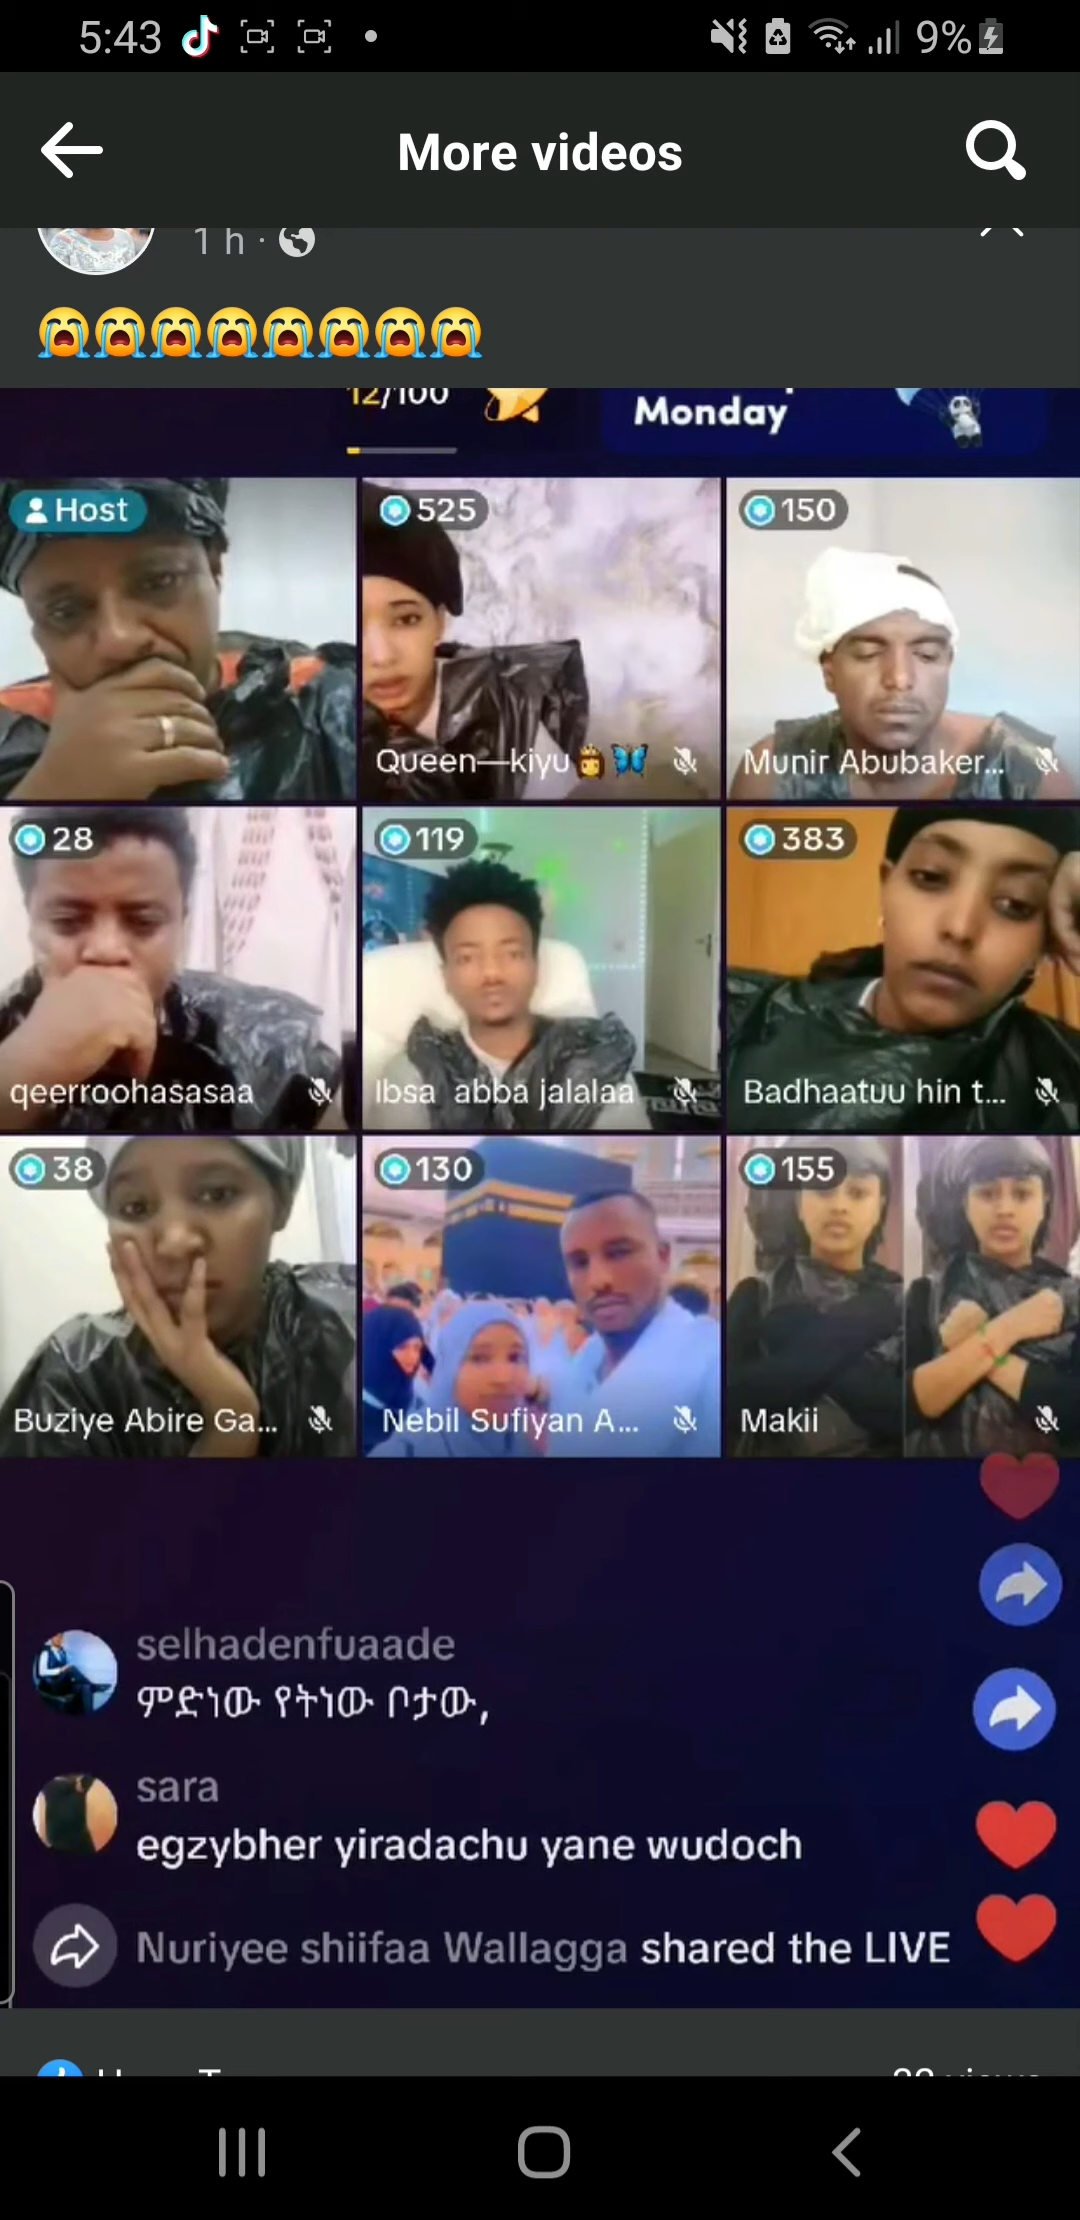 5:43
9%
More videos
1 h ·
😭😭😭😭😭😭😭😭
12/100
Monday
Host
525
150
Queen—kiyu👸🦋
Munir Abubaker...
28
119
383
qeerroohasasaa
Ibsa abba jalalaa
Badhaatuu hin t...
38
130
155
Buziye Abire Ga...
Nebil Sufiyan A...
Makii
selhadenfuaade
ምድነው የትነው ቦታው,
sara
egzybher yiradachu yane wudoch
Nuriyee shiifaa Wallagga shared the LIVE